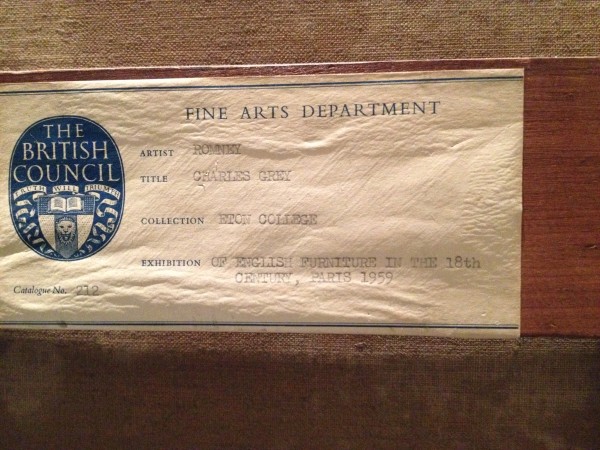 FINE ARTS DEPARTMENT
THE
BRITISH
COUNCIL
TRUTH WILL TRIUMPH
ARTIST ROMNEY
TITLE CHARLES GREY
COLLECTION ETON COLLEGE
EXHIBITION OF ENGLISH FURNITURE IN THE 18th
CENTURY, PARIS 1959
Catalogue No. 212